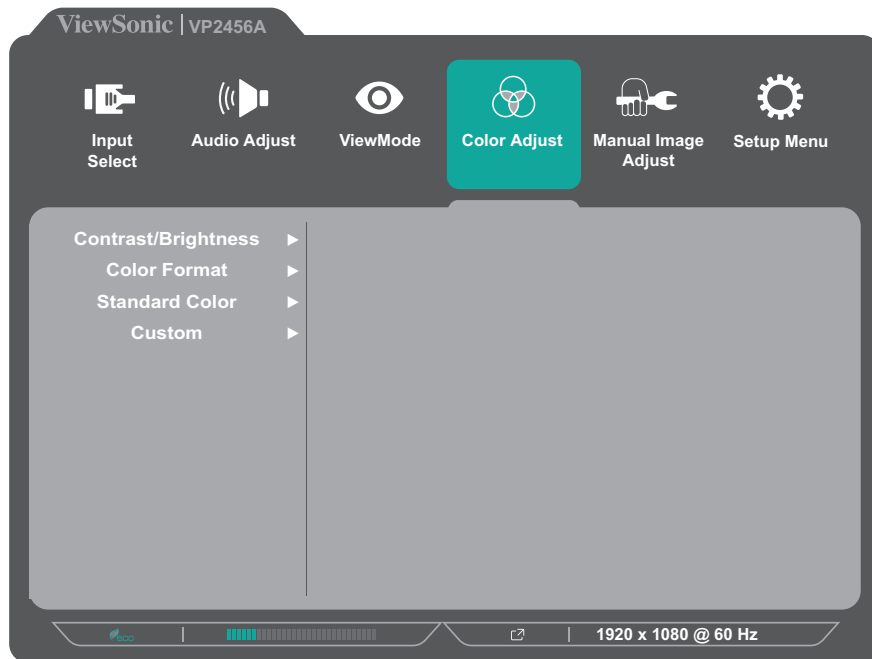 ViewSonic | VP2456A
Input
Select
Audio Adjust
ViewMode
Color Adjust
Manual Image
Adjust
Setup Menu
Contrast/Brightness
Color Format
Standard Color
Custom
eco
1920 x 1080 @ 60 Hz